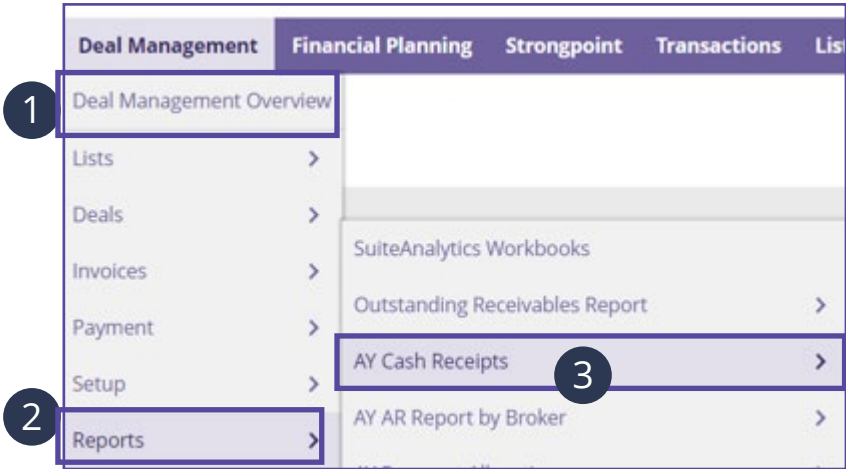 Deal Management Financial Planning Strongpoint Transactions
1 Deal Management Overview
Lists
Deals
SuiteAnalytics Workbooks
Invoices
Outstanding Receivables Report
Payment
AY Cash Receipts 3
Setup
AY AR Report by Broker
2 Reports